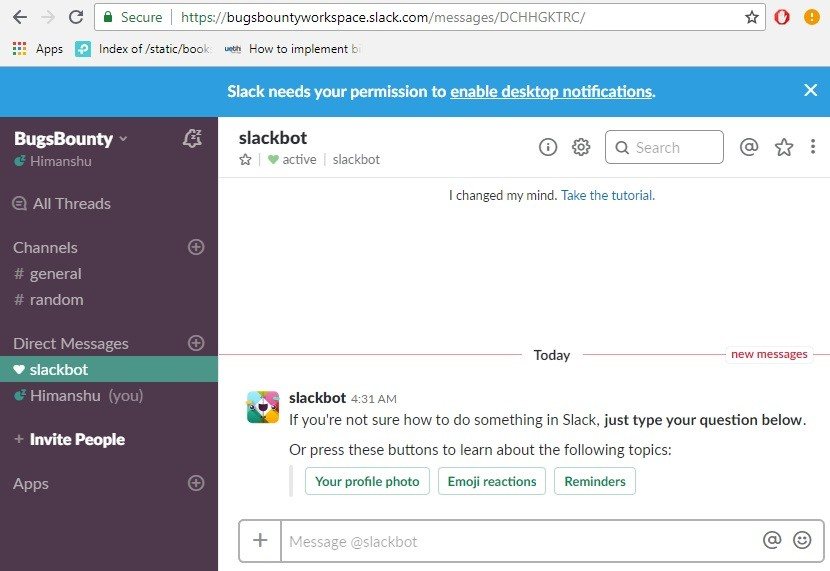 Secure https://bugsbountyworkspace.slack.com/messages/DCHHGKTRC/
Apps Index of /static/book How to implement
Slack needs your permission to enable desktop notifications.
BugsBounty
Himanshu
All Threads
Channels
# general
# random
Direct Messages
slackbot
Himanshu (you)
+ Invite People
Apps
slackbot
active slackbot
Search
@
I changed my mind. Take the tutorial.
Today
new messages
slackbot 4:31 AM
If you're not sure how to do something in Slack, just type your question below.
Or press these buttons to learn about the following topics:
Your profile photo Emoji reactions Reminders
+ Message @slackbot @